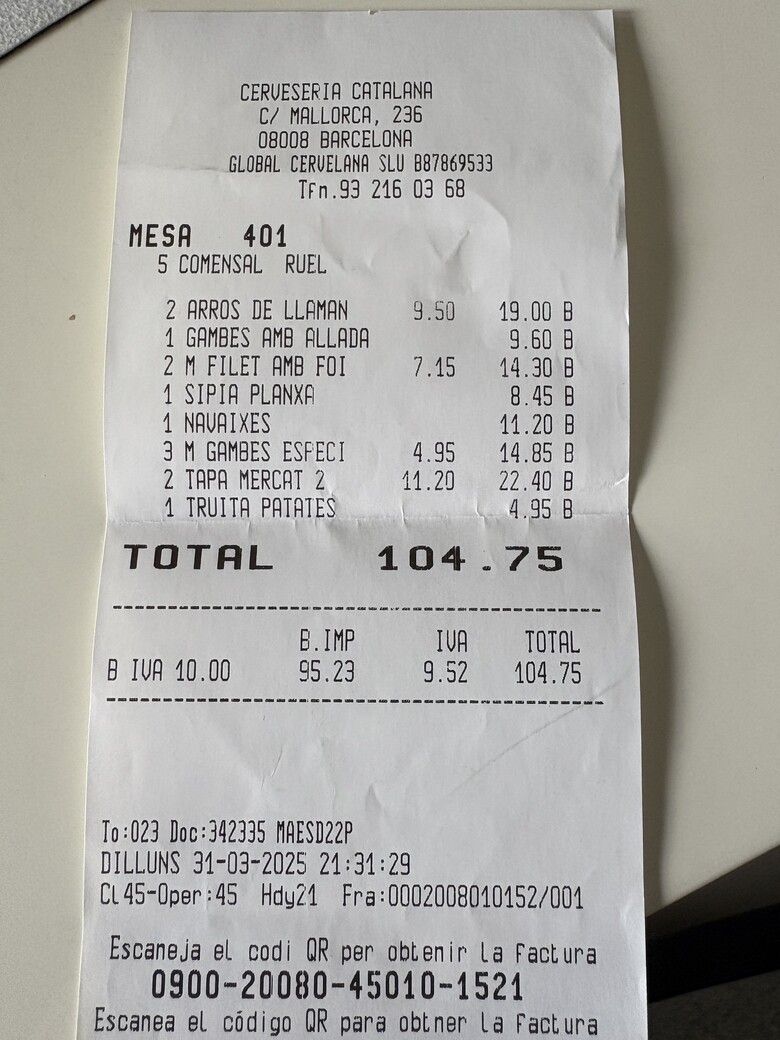 CERVESERIA CATALANA
C/ MALLORCA, 236
08008 BARCELONA
GLOBAL CERVELANA SLU B87869533
Tfn.93 216 03 68
MESA 401
5 COMENSAL RUEL
2 ARROS DE LLAMAN 9.50 19.00 B
1 GAMBES AMB ALLADA 9.60 B
2 M FILET AMB FOI 7.15 14.30 B
1 SIPIA PLANXA 8.45 B
1 NAVAIXES 11.20 B
3 M GAMBES ESPECI 4.95 14.85 B
2 TAPA MERCAT 2 11.20 22.40 B
1 TRUITA PATATES 4.95 B
TOTAL 104.75
B.IMP IVA TOTAL
B IVA 10.00 95.23 9.52 104.75
To:023 Doc:342335 MAESD22P
DILLUNS 31-03-2025 21:31:29
Cl45-Oper:45 Hdy21 Fra:0002008010152/001
Escaneja el codi QR per obtenir la factura
0900-20080-45010-1521
Escanea el código QR para obtner la factura